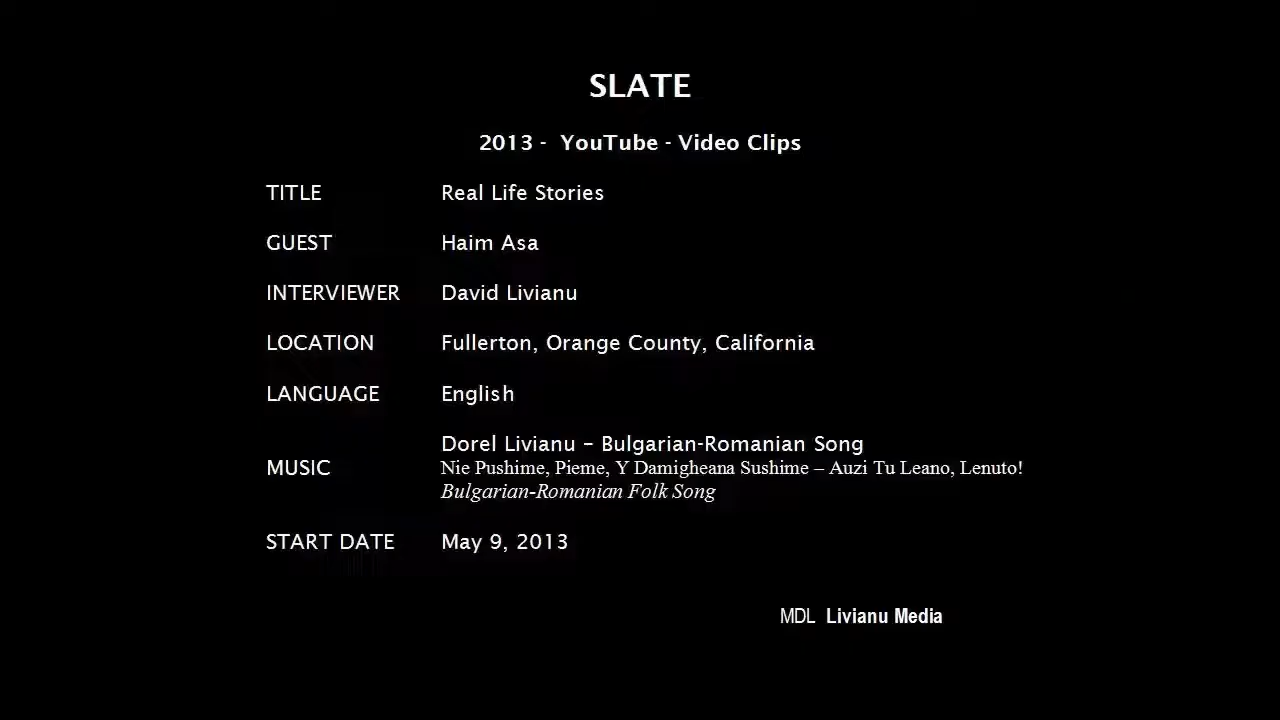 SLATE
2013 - YouTube - Video Clips
TITLE Real Life Stories
GUEST Haim Asa
INTERVIEWER David Livianu
LOCATION Fullerton, Orange County, California
LANGUAGE English
MUSIC Dorel Livianu – Bulgarian-Romanian Song
Nie Pushime, Pieme, Y Damigheana Sushime – Auzi Tu Leano, Lenuto!
Bulgarian-Romanian Folk Song
START DATE May 9, 2013
MDL Livianu Media